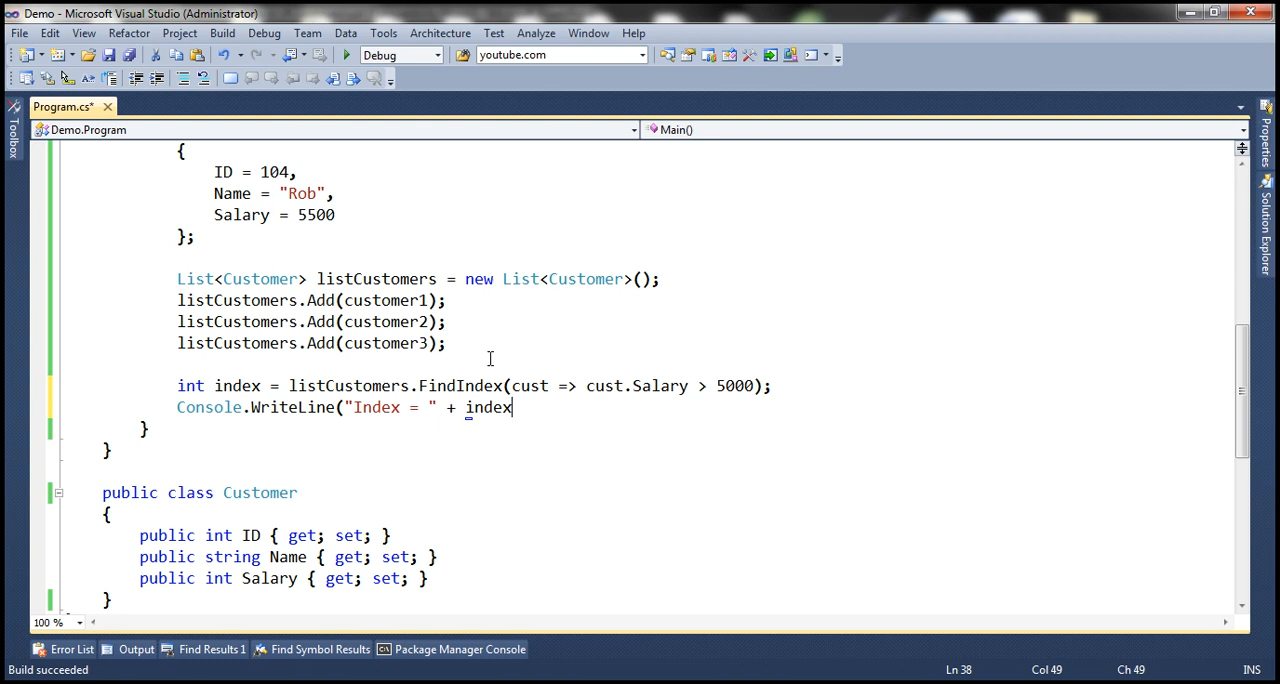 Demo - Microsoft Visual Studio (Administrator)
File Edit View Refactor Project Build Debug Team Data Tools Architecture Test Analyze Window Help
Debug youtube.com
Program.cs*
Demo.Program Main()
Toolbox
Properties
Solution Explorer
{
ID = 104,
Name = "Rob",
Salary = 5500
};
List<Customer> listCustomers = new List<Customer>();
listCustomers.Add(customer1);
listCustomers.Add(customer2);
listCustomers.Add(customer3);
int index = listCustomers.FindIndex(cust => cust.Salary > 5000);
Console.WriteLine("Index = " + index
}
}
public class Customer
{
public int ID { get; set; }
public string Name { get; set; }
public int Salary { get; set; }
}
100 %
Error List Output Find Results 1 Find Symbol Results Package Manager Console
Build succeeded Ln 38 Col 49 Ch 49 INS